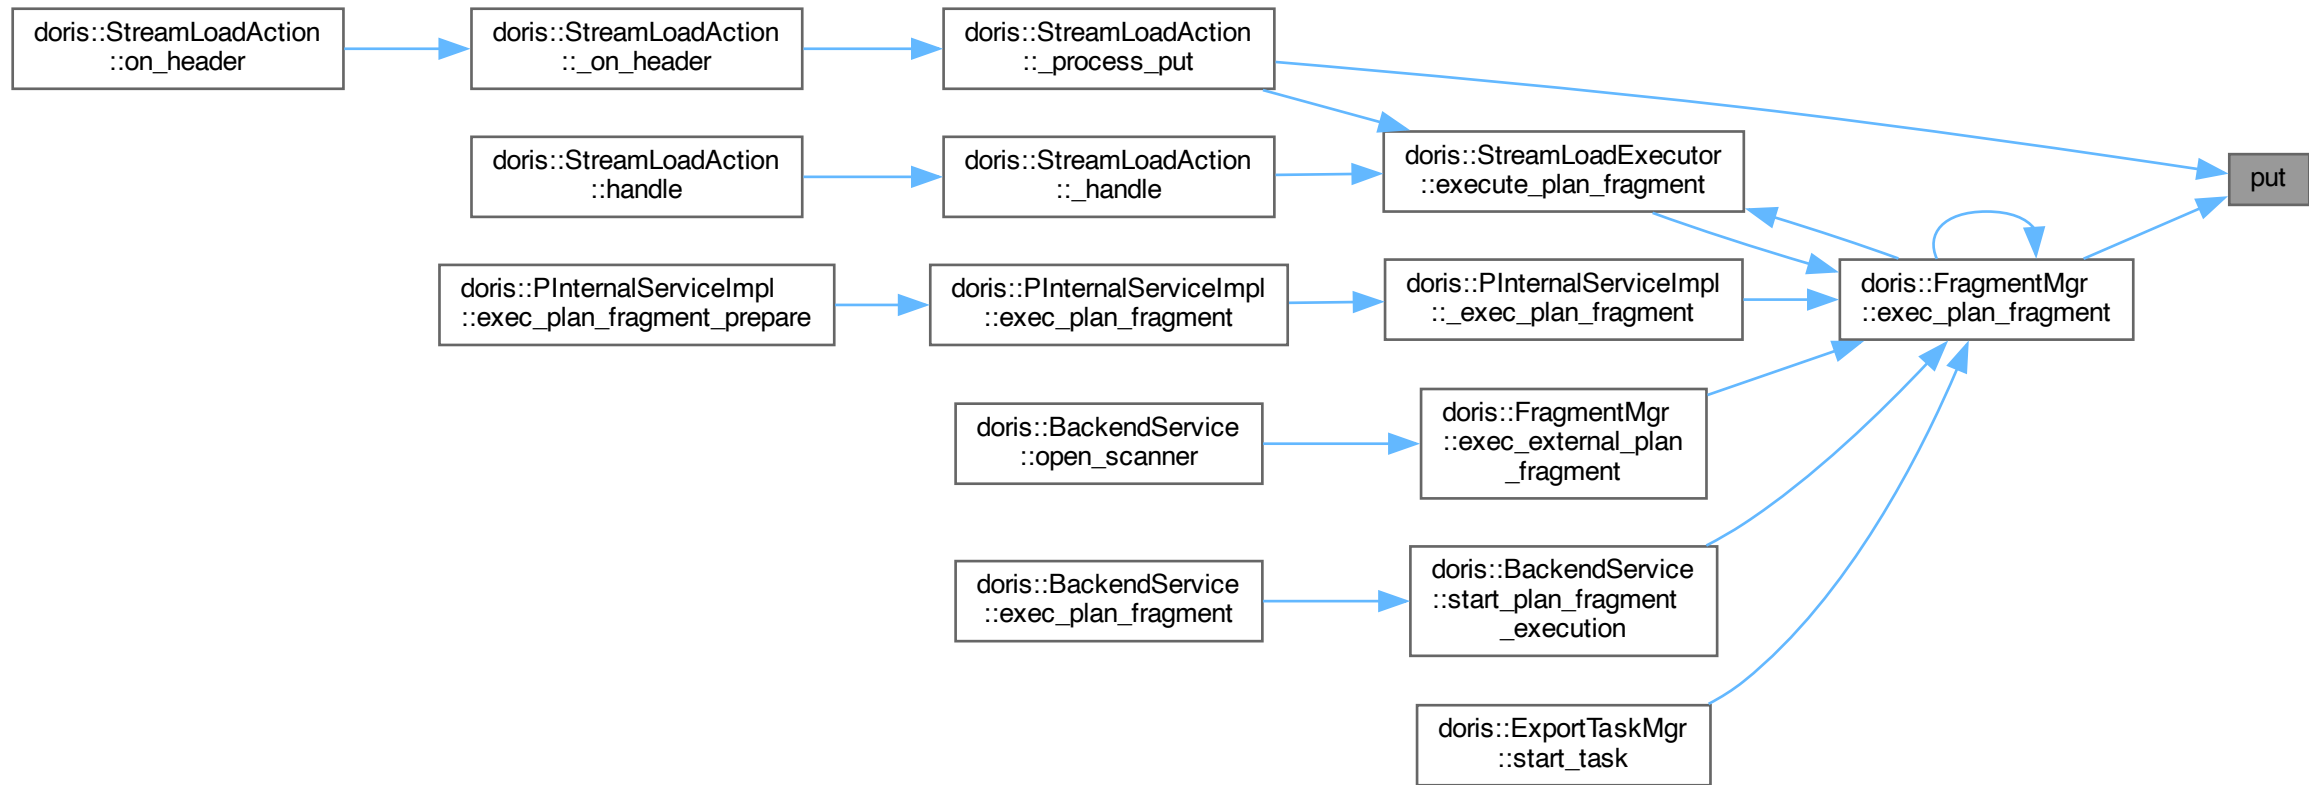 doris::StreamLoadAction
::on_header
doris::StreamLoadAction
::_on_header
doris::StreamLoadAction
::_process_put
doris::StreamLoadAction
::handle
doris::StreamLoadAction
::_handle
doris::StreamLoadExecutor
::execute_plan_fragment
put
doris::PInternalServiceImpl
::exec_plan_fragment_prepare
doris::PInternalServiceImpl
::exec_plan_fragment
doris::PInternalServiceImpl
::_exec_plan_fragment
doris::FragmentMgr
::exec_plan_fragment
doris::BackendService
::open_scanner
doris::FragmentMgr
::exec_external_plan
_fragment
doris::BackendService
::exec_plan_fragment
doris::BackendService
::start_plan_fragment
_execution
doris::ExportTaskMgr
::start_task